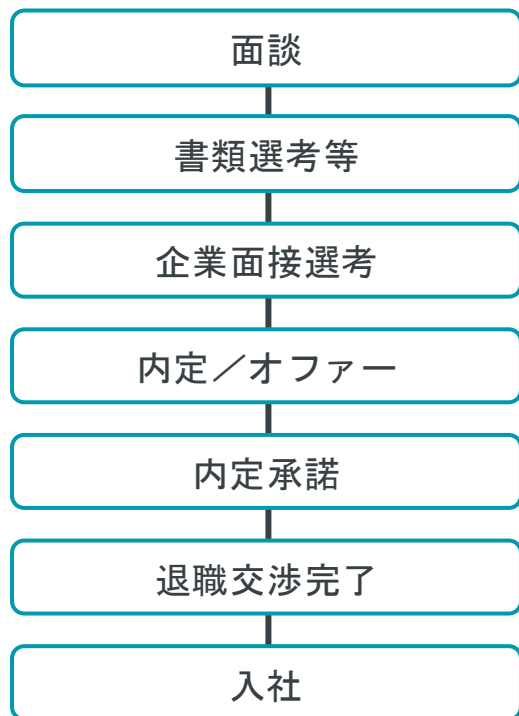 面談
書類選考等
企業面接選考
内定／オファー
内定承諾
退職交渉完了
入社